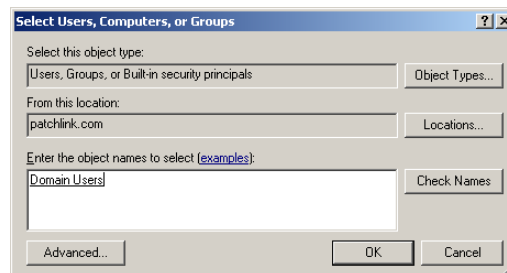 Select Users, Computers, or Groups
Select this object type:
Users, Groups, or Built-in security principals
Object Types...
From this location:
patchlink.com
Locations...
Enter the object names to select (examples):
Domain Users
Check Names
Advanced...
OK
Cancel